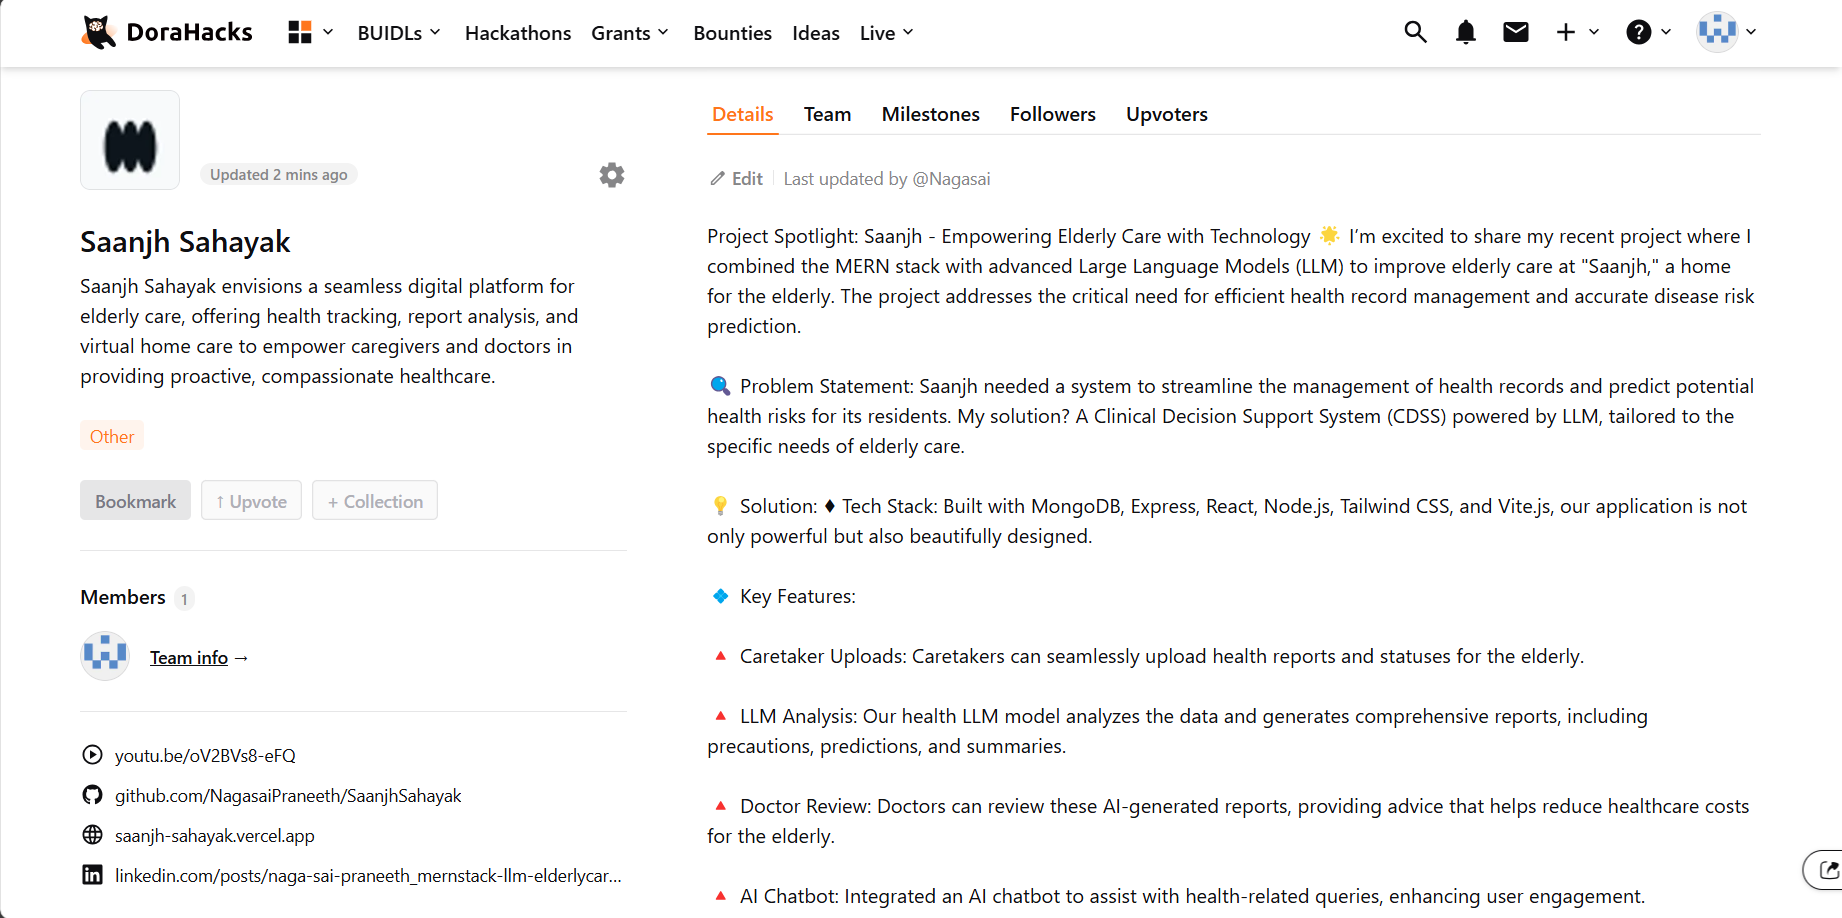 DoraHacks
BUIDLs
Hackathons
Grants
Bounties
Ideas
Live
Updated 2 mins ago
Saanjh Sahayak
Saanjh Sahayak envisions a seamless digital platform for
elderly care, offering health tracking, report analysis, and
virtual home care to empower caregivers and doctors in
providing proactive, compassionate healthcare.
Other
Bookmark
↑ Upvote
+ Collection
Members 1
Team info →
youtu.be/oV2BVs8-eFQ
github.com/NagasaiPraneeth/SaanjhSahayak
saanjh-sahayak.vercel.app
linkedin.com/posts/naga-sai-praneeth_mernstack-llm-elderlycar...
Details
Team
Milestones
Followers
Upvoters
Edit
Last updated by @Nagasai
Project Spotlight: Saanjh - Empowering Elderly Care with Technology 🌟 I’m excited to share my recent project where I
combined the MERN stack with advanced Large Language Models (LLM) to improve elderly care at "Saanjh," a home
for the elderly. The project addresses the critical need for efficient health record management and accurate disease risk
prediction.
🔍 Problem Statement: Saanjh needed a system to streamline the management of health records and predict potential
health risks for its residents. My solution? A Clinical Decision Support System (CDSS) powered by LLM, tailored to the
specific needs of elderly care.
💡 Solution: ♦ Tech Stack: Built with MongoDB, Express, React, Node.js, Tailwind CSS, and Vite.js, our application is not
only powerful but also beautifully designed.
💠 Key Features:
🔺 Caretaker Uploads: Caretakers can seamlessly upload health reports and statuses for the elderly.
🔺 LLM Analysis: Our health LLM model analyzes the data and generates comprehensive reports, including
precautions, predictions, and summaries.
🔺 Doctor Review: Doctors can review these AI-generated reports, providing advice that helps reduce healthcare costs
for the elderly.
🔺 AI Chatbot: Integrated an AI chatbot to assist with health-related queries, enhancing user engagement.